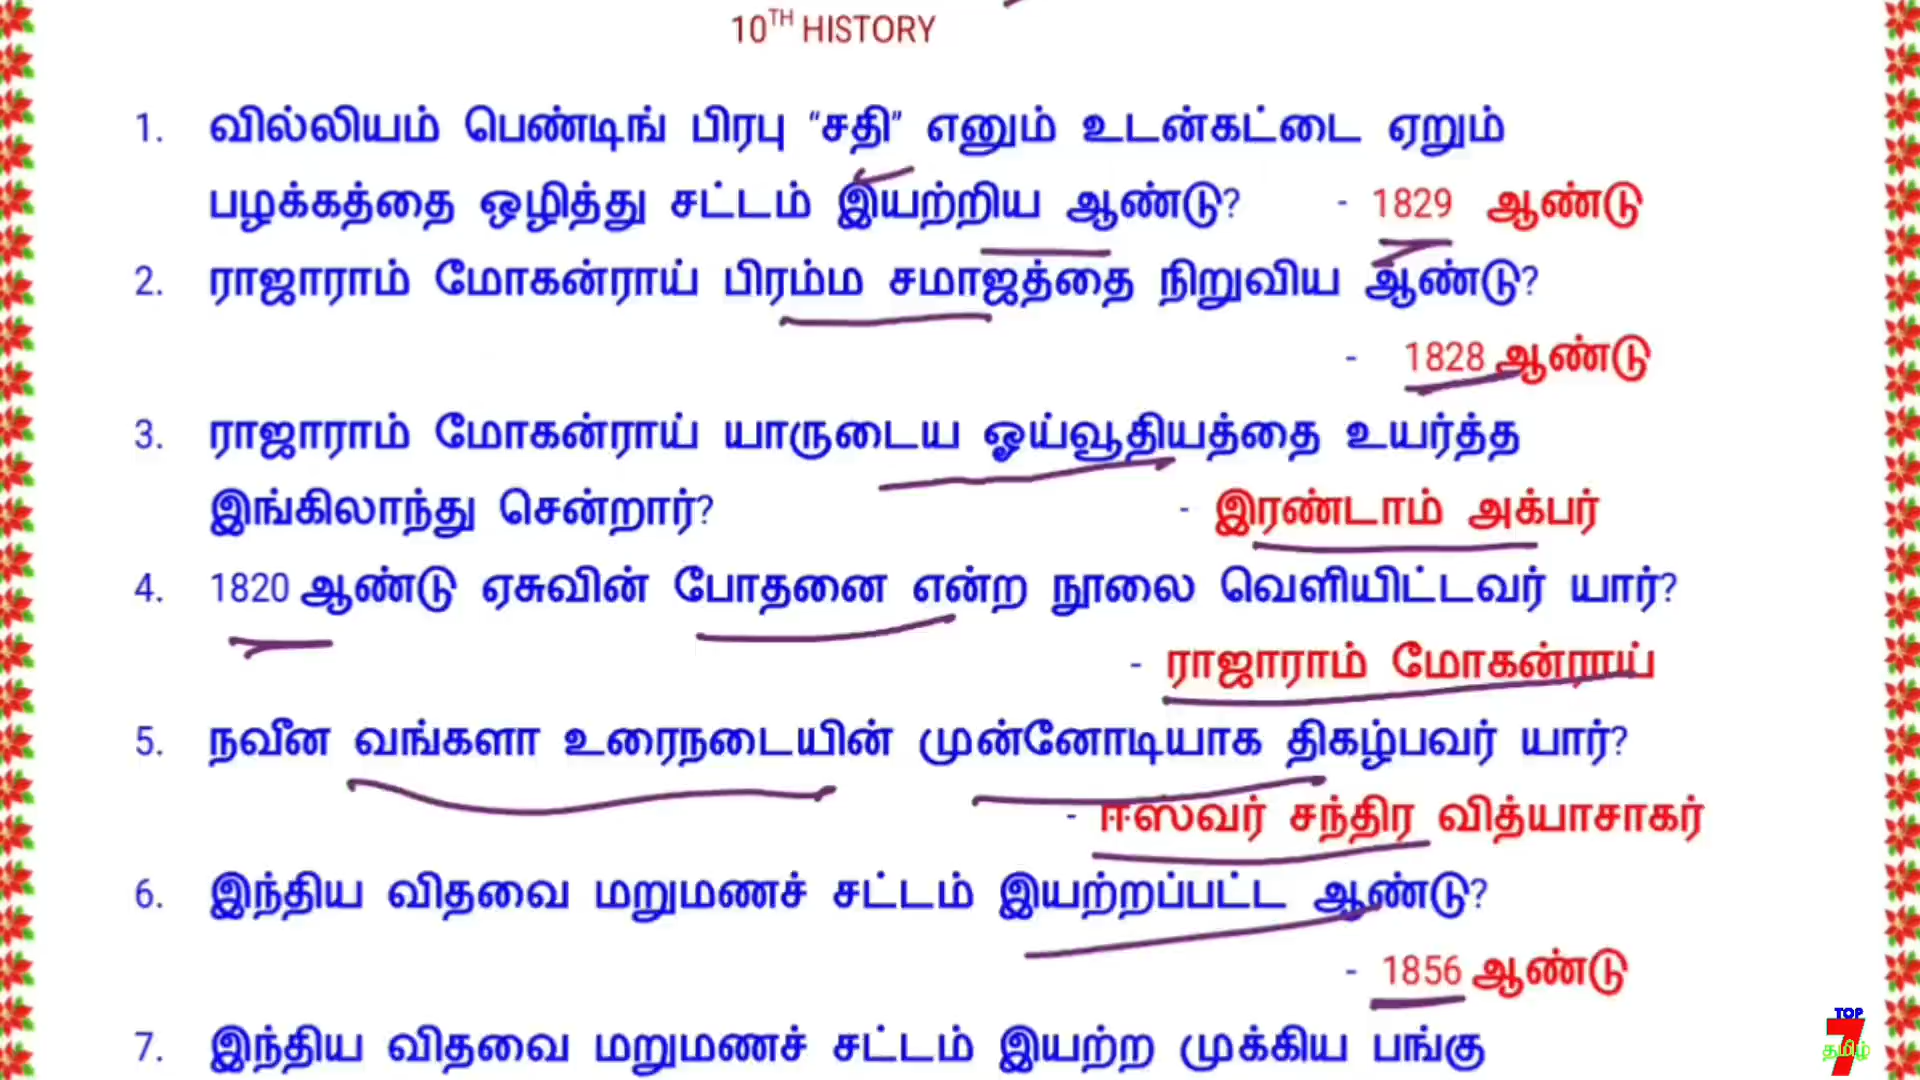 10TH HISTORY
1. வில்லியம் பெண்டிங் பிரபு “சதி” எனும் உடன்கட்டை ஏறும்
பழக்கத்தை ஒழித்து சட்டம் இயற்றிய ஆண்டு? - 1829 ஆண்டு
2. ராஜாராம் மோகன்ராய் பிரம்ம சமாஜத்தை நிறுவிய ஆண்டு?
- 1828 ஆண்டு
3. ராஜாராம் மோகன்ராய் யாருடைய ஓய்வூதியத்தை உயர்த்த
இங்கிலாந்து சென்றார்? - இரண்டாம் அக்பர்
4. 1820 ஆண்டு ஏசுவின் போதனை என்ற நூலை வெளியிட்டவர் யார்?
- ராஜாராம் மோகன்ராய்
5. நவீன வங்களா உரைநடையின் முன்னோடியாக திகழ்பவர் யார்?
- ஈஸ்வர் சந்திர வித்யாசாகர்
6. இந்திய விதவை மறுமணச் சட்டம் இயற்றப்பட்ட ஆண்டு?
- 1856 ஆண்டு
7. இந்திய விதவை மறுமணச் சட்டம் இயற்ற முக்கிய பங்கு
TOP
7
தமிழ்